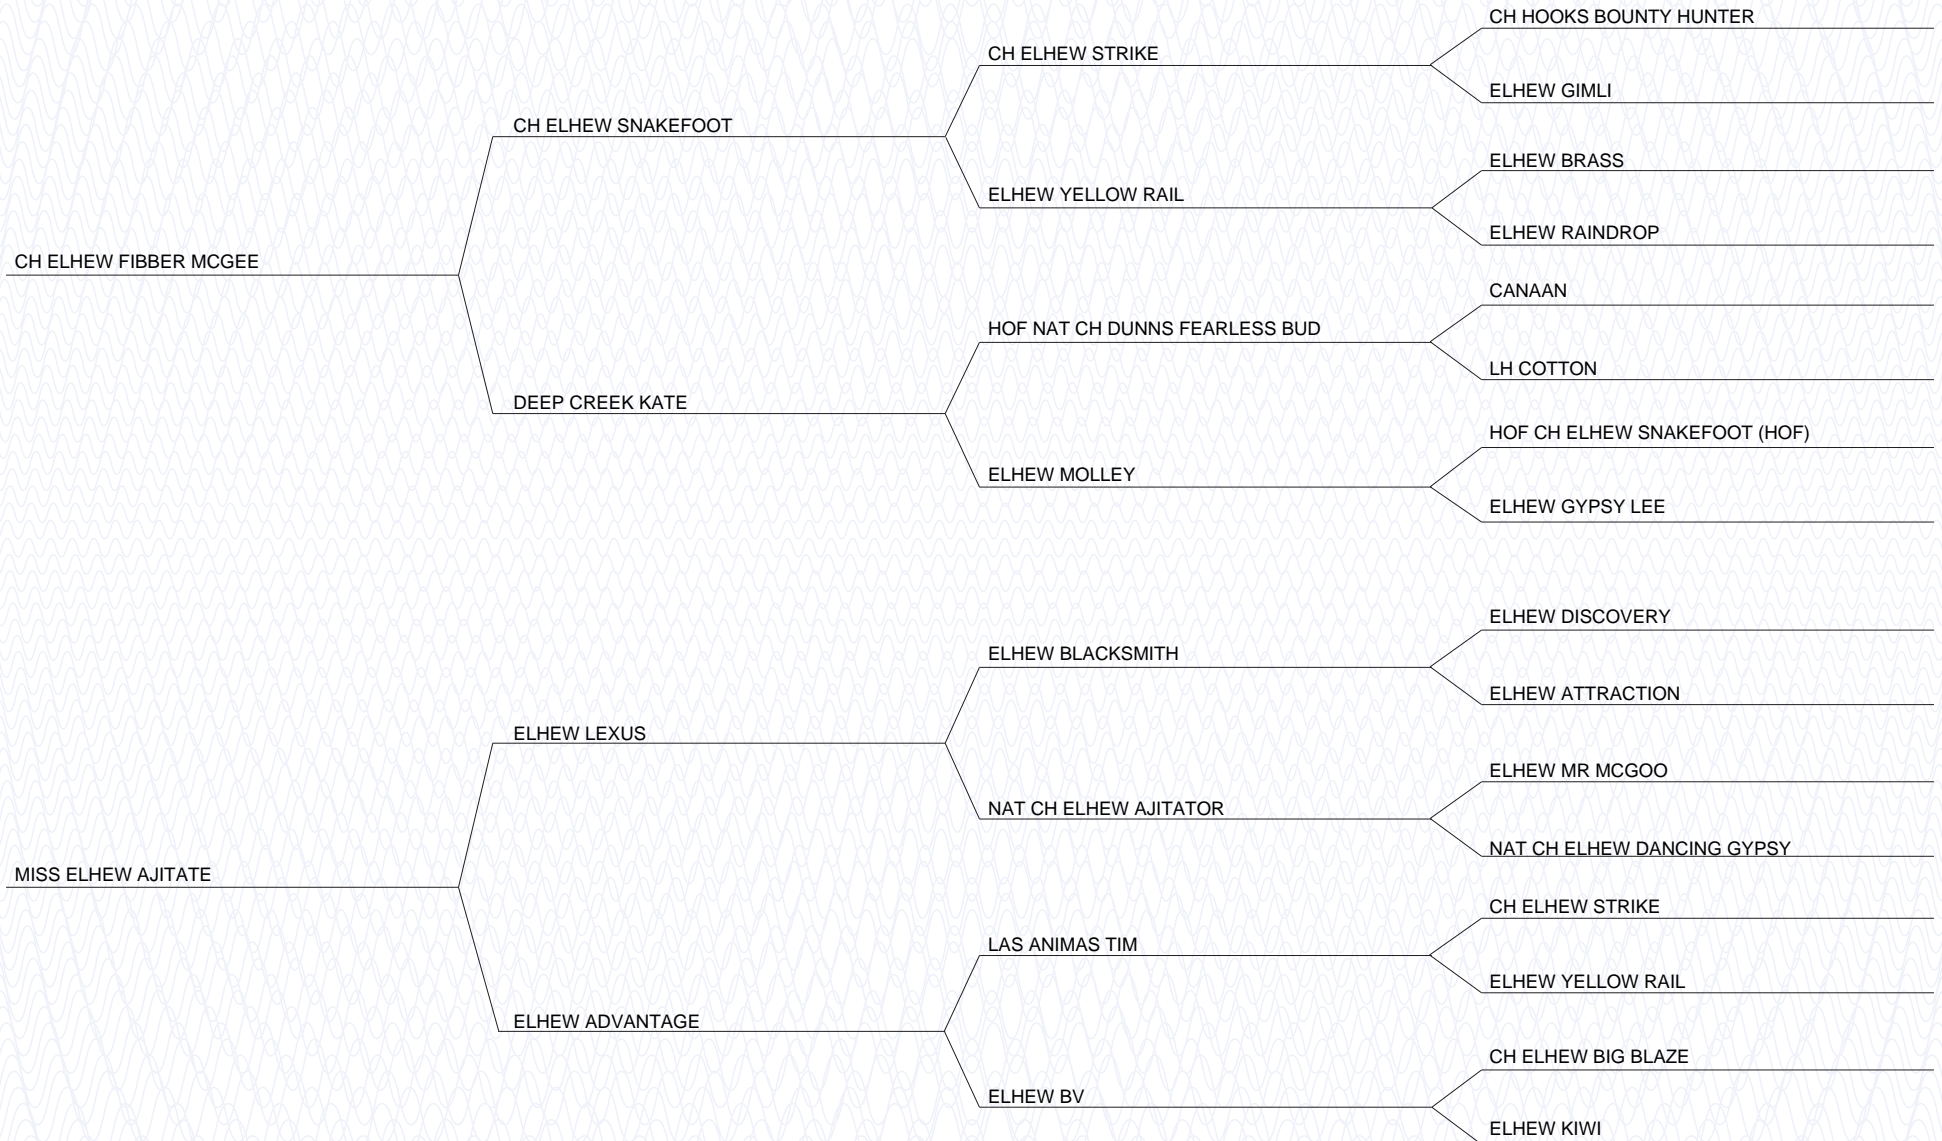 CH HOOKS BOUNTY HUNTER
CH ELHEW STRIKE
ELHEW GIMLI
CH ELHEW SNAKEFOOT
ELHEW BRASS
ELHEW YELLOW RAIL
ELHEW RAINDROP
CH ELHEW FIBBER MCGEE
CANAAN
HOF NAT CH DUNNS FEARLESS BUD
LH COTTON
DEEP CREEK KATE
HOF CH ELHEW SNAKEFOOT (HOF)
ELHEW MOLLEY
ELHEW GYPSY LEE
ELHEW DISCOVERY
ELHEW BLACKSMITH
ELHEW ATTRACTION
ELHEW LEXUS
ELHEW MR MCGOO
NAT CH ELHEW AJITATOR
NAT CH ELHEW DANCING GYPSY
MISS ELHEW AJITATE
CH ELHEW STRIKE
LAS ANIMAS TIM
ELHEW YELLOW RAIL
ELHEW ADVANTAGE
CH ELHEW BIG BLAZE
ELHEW BV
ELHEW KIWI